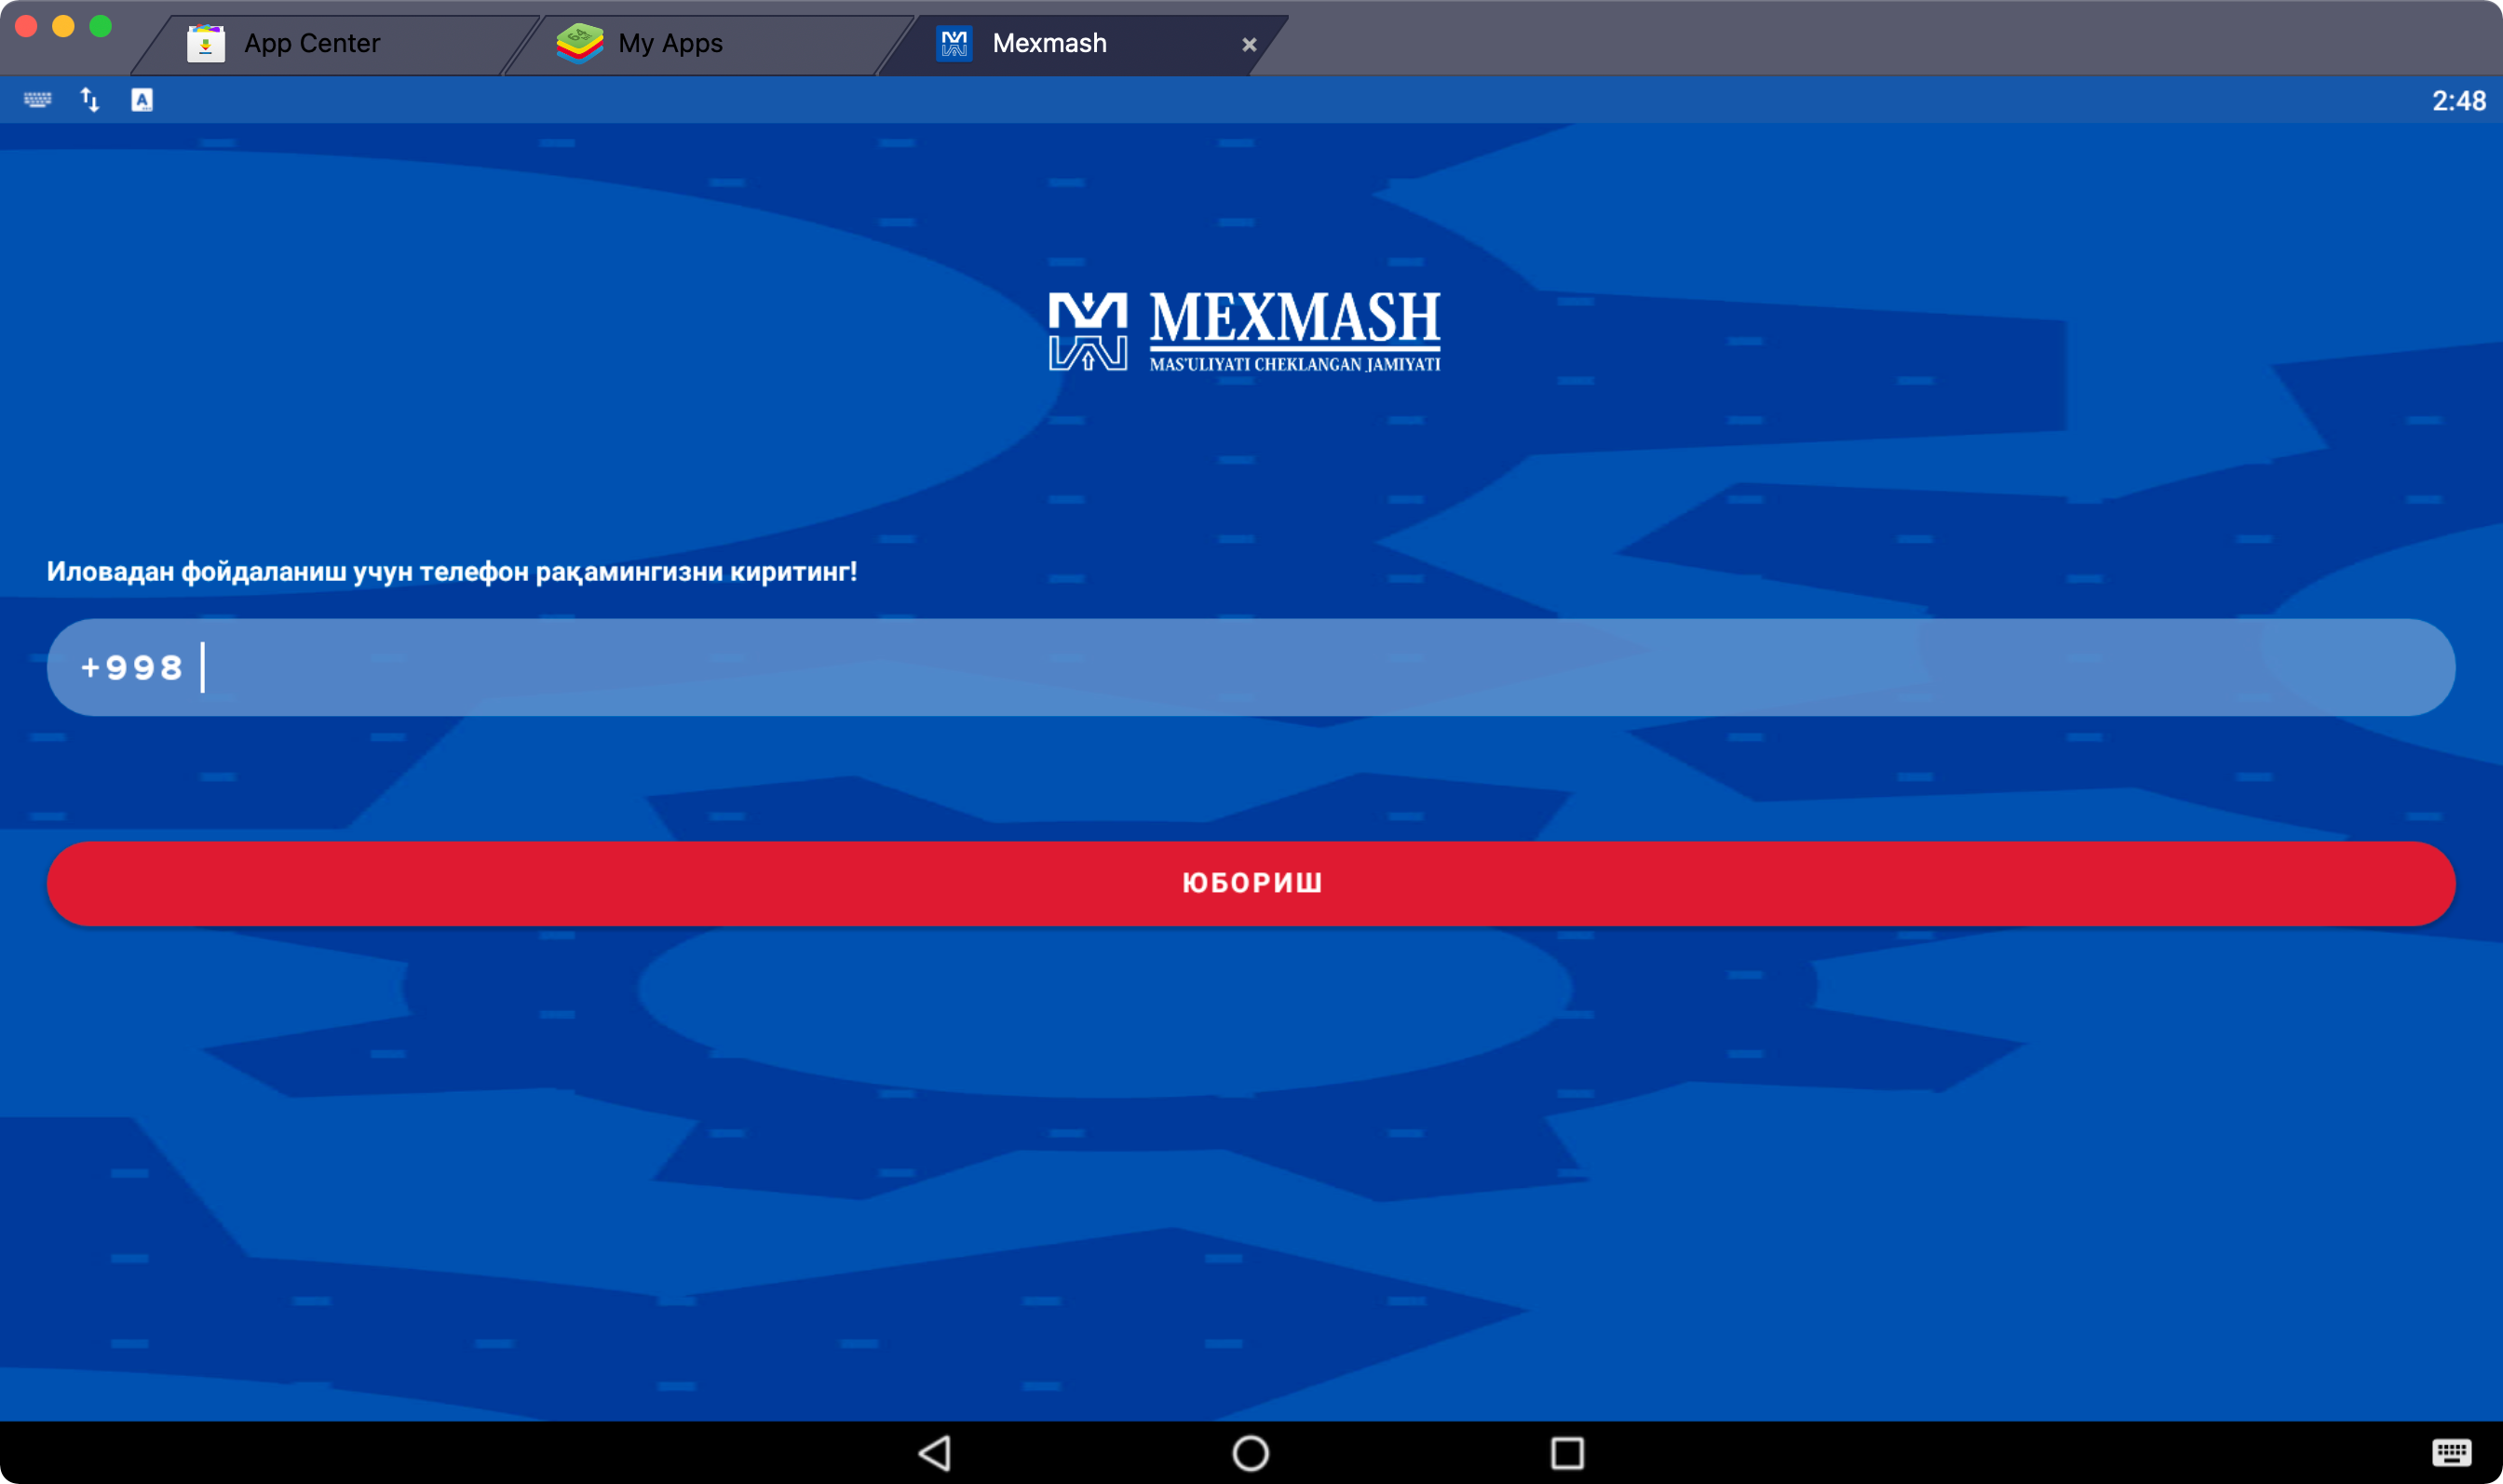 App Center
My Apps
Mexmash
2:48
MEXMASH
MAS'ULIYATI CHEKLANGAN JAMIYATI
Иловадан фойдаланиш учун телефон рақамингизни киритинг!
+998
ЮБОРИШ